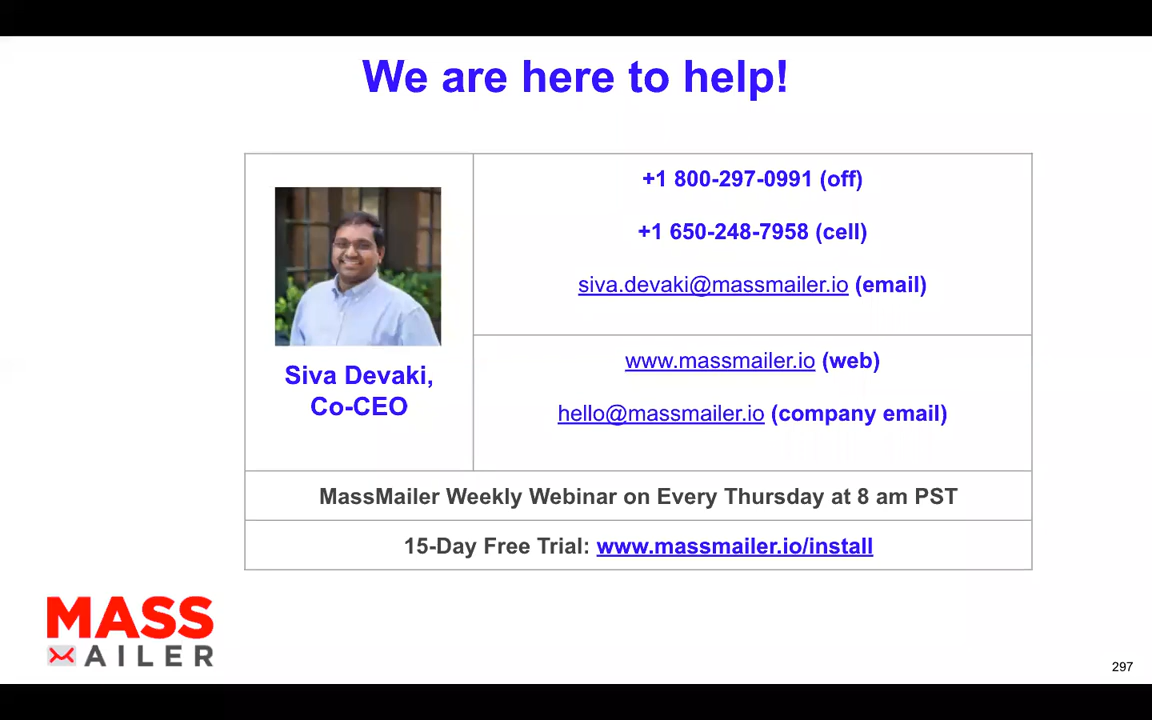 We are here to help!
+1 800-297-0991 (off)
+1 650-248-7958 (cell)
siva.devaki@massmailer.io (email)
Siva Devaki,
Co-CEO
www.massmailer.io (web)
hello@massmailer.io (company email)
MassMailer Weekly Webinar on Every Thursday at 8 am PST
15-Day Free Trial: www.massmailer.io/install
MASS
AILER
297